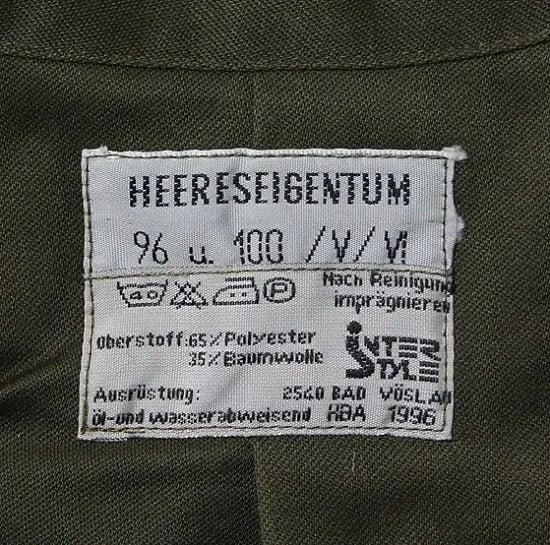 HEERESEIGENTUM
96 u. 100 /V/VI
40 P
Nach Reinigung
imprägnieren
oberstoff:65%Polyester
35%Baumwolle
INTER
STYLE
Ausrüstung:
öl-und wasserabweisend
2540 BAD VÖSLAU
HBA 1996